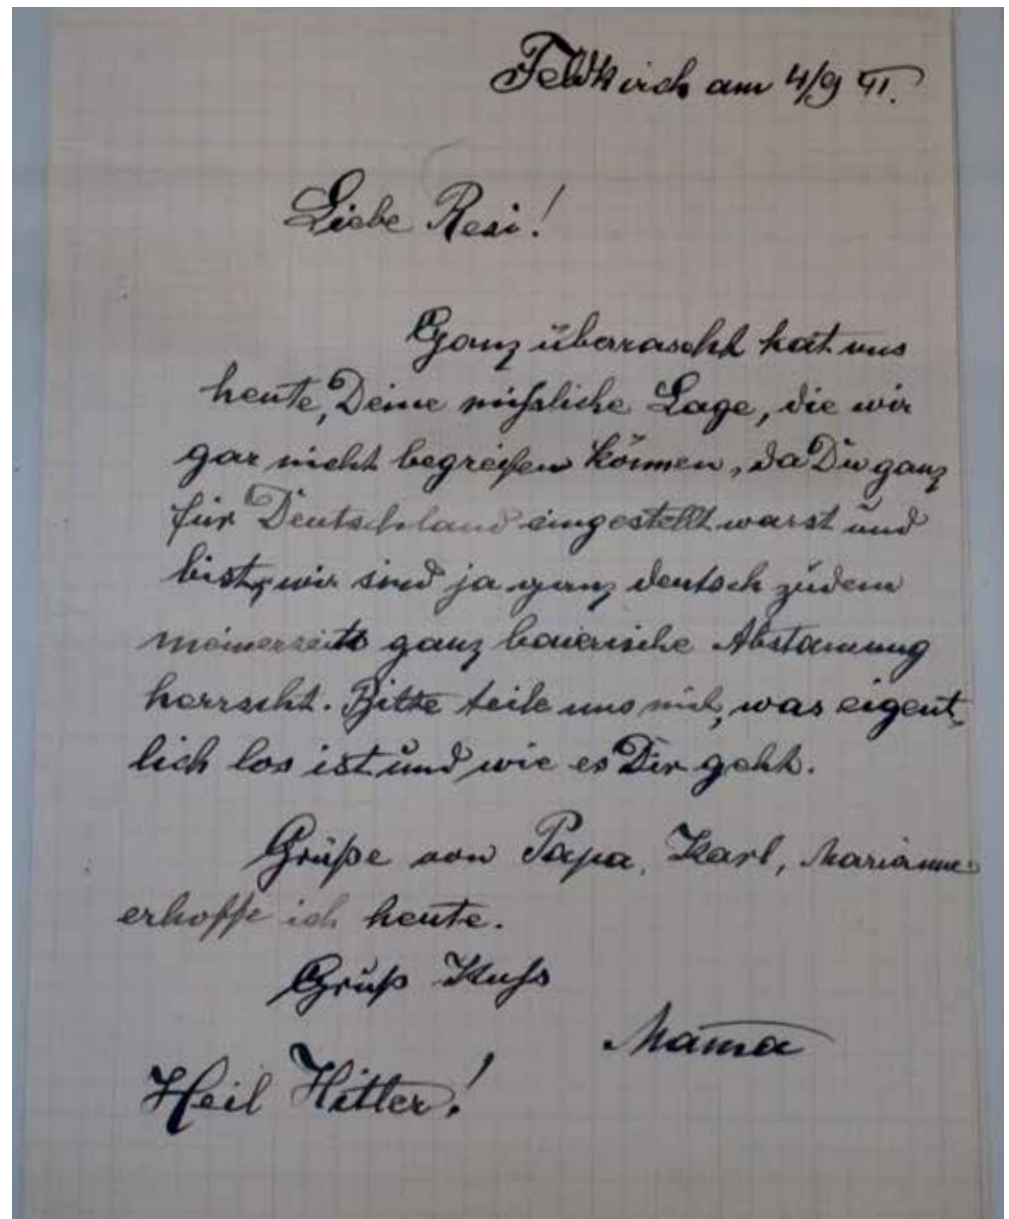 Feldkirch am 4/9 41.
Liebe Resi!
Ganz überrascht hat uns
heute, Deine missliche Lage, die wir
gar nicht begreifen können, da Du ganz
für Deutschland eingestellt warst und
bist, wir sind ja ganz deutsch zudem
meinerseits ganz baierische Abstamung
herrscht. Bitte teile uns mit, was eigent
lich los ist und wie es Dir geht.
Grüße von Papa, Karl, Marianne
erhoffe ich heute.
Gruß Kuss
Mama
Heil Hitler!